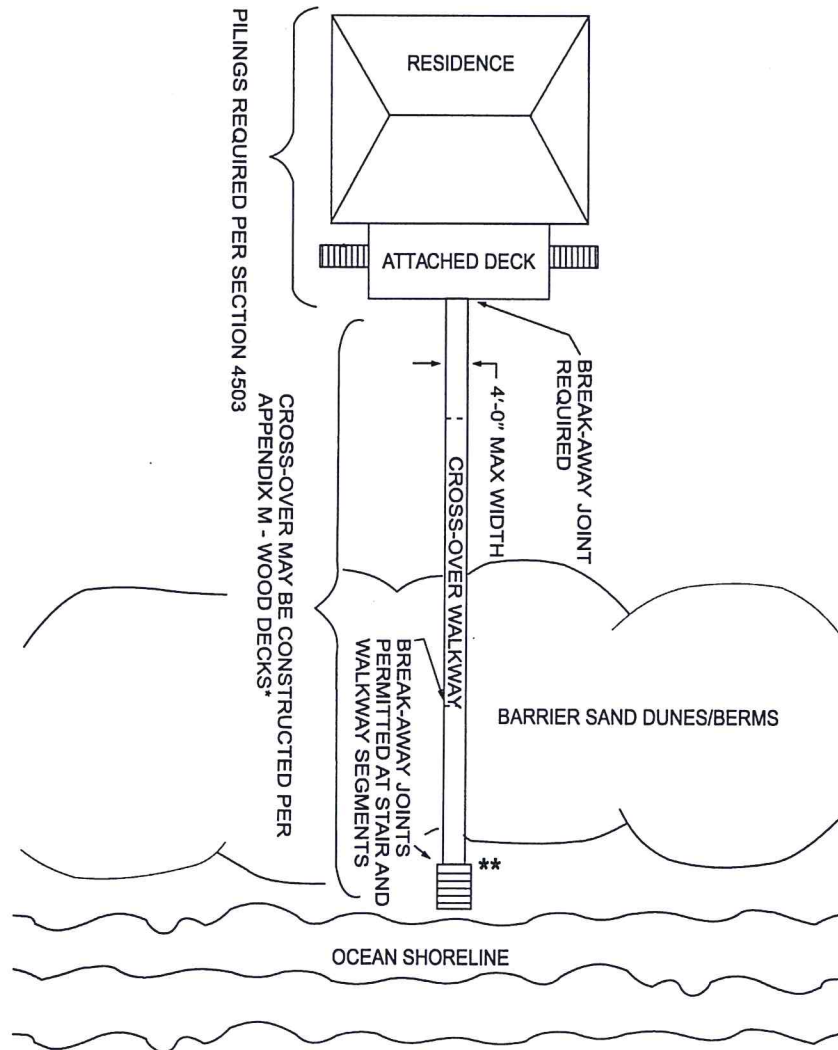 RESIDENCE
PILINGS REQUIRED PER SECTION 4503
ATTACHED DECK
BREAK-AWAY JOINT
REQUIRED
4'-0" MAX WIDTH
CROSS-OVER WALKWAY
CROSS-OVER MAY BE CONSTRUCTED PER
APPENDIX M - WOOD DECKS*
BREAK-AWAY JOINTS
PERMITTED AT STAIR AND
WALKWAY SEGMENTS
BARRIER SAND DUNES/BERMS
**
OCEAN SHORELINE